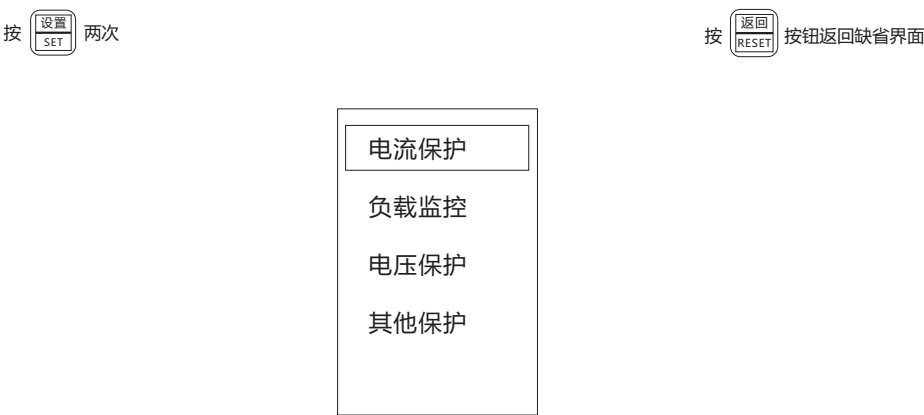 按 设置 SET 两次
按 返回 RESET 按钮返回缺省界面
电流保护
负载监控
电压保护
其他保护